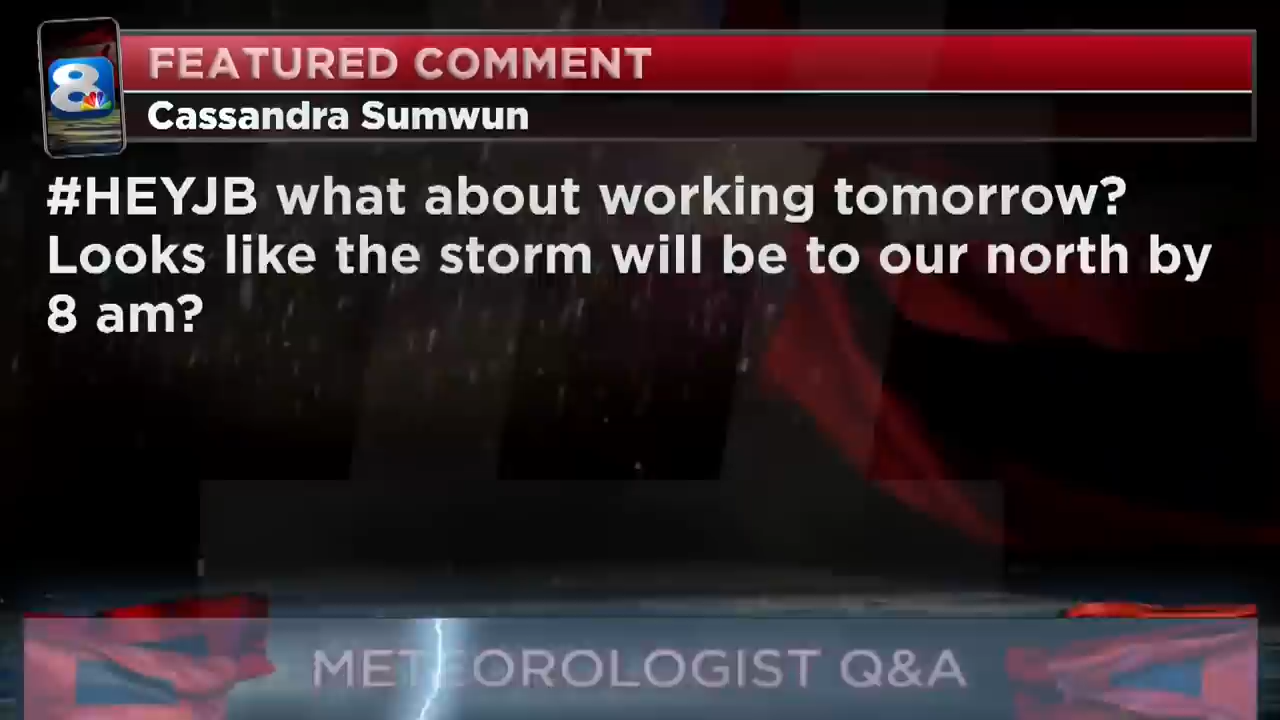 FEATURED COMMENT
8
Cassandra Sumwun
#HEYJB what about working tomorrow?
Looks like the storm will be to our north by
8 am?
METEOROLOGIST Q&A